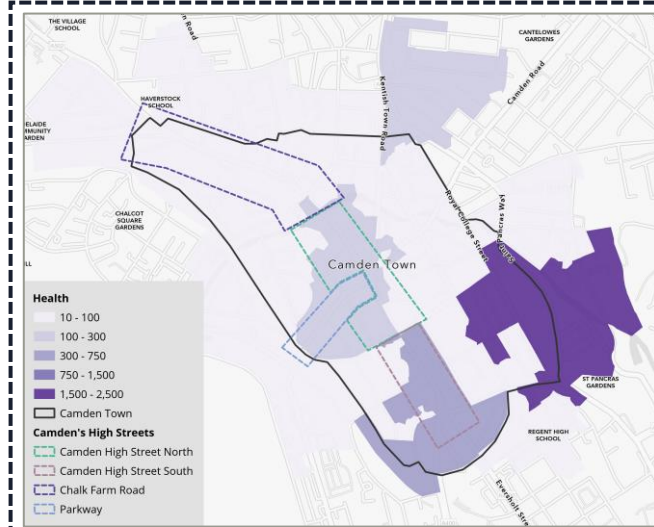 THE VILLAGE
SCHOOL
CANTELOWES
GARDENS
Camden Road
Kentish Town Road
HAVERSTOCK
SCHOOL
CHALCOT
SQUARE
GARDENS
Royal College Street
Camden Town
Health
10 - 100
100 - 300
300 - 750
750 - 1,500
1,500 - 2,500
Camden Town
Camden's High Streets
Camden High Street North
Camden High Street South
Chalk Farm Road
Parkway
ST PANCRAS
GARDENS
REGENT HIGH
SCHOOL